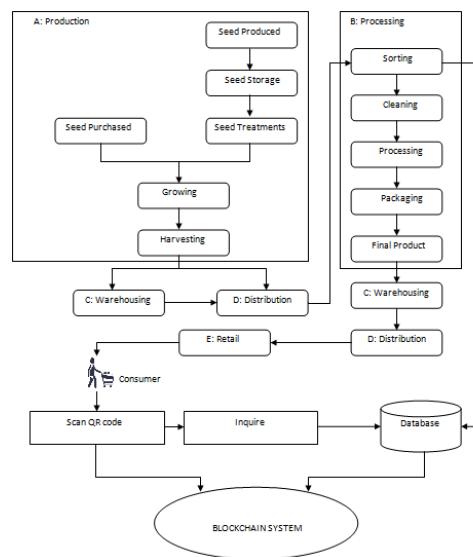 A: Production
Seed Produced
Seed Storage
Seed Purchased
Seed Treatments
Growing
Harvesting
B: Processing
Sorting
Cleaning
Processing
Packaging
Final Product
C: Warehousing
D: Distribution
C: Warehousing
D: Distribution
E: Retail
Consumer
Scan QR code
Inquire
Database
BLOCKCHAIN SYSTEM